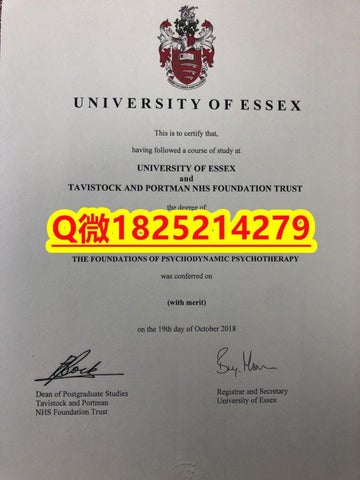 UNIVERSITY OF ESSEX
This is to certify that,
having followed a course of study at
UNIVERSITY OF ESSEX
and
TAVISTOCK AND PORTMAN NHS FOUNDATION TRUST
the degree of
Q微1825214279
THE FOUNDATIONS OF PSYCHODYNAMIC PSYCHOTHERAPY
was conferred on
(with merit)
on the 19th day of October 2018
Dean of Postgraduate Studies
Tavistock and Portman
NHS Foundation Trust
Registrar and Secretary
University of Essex